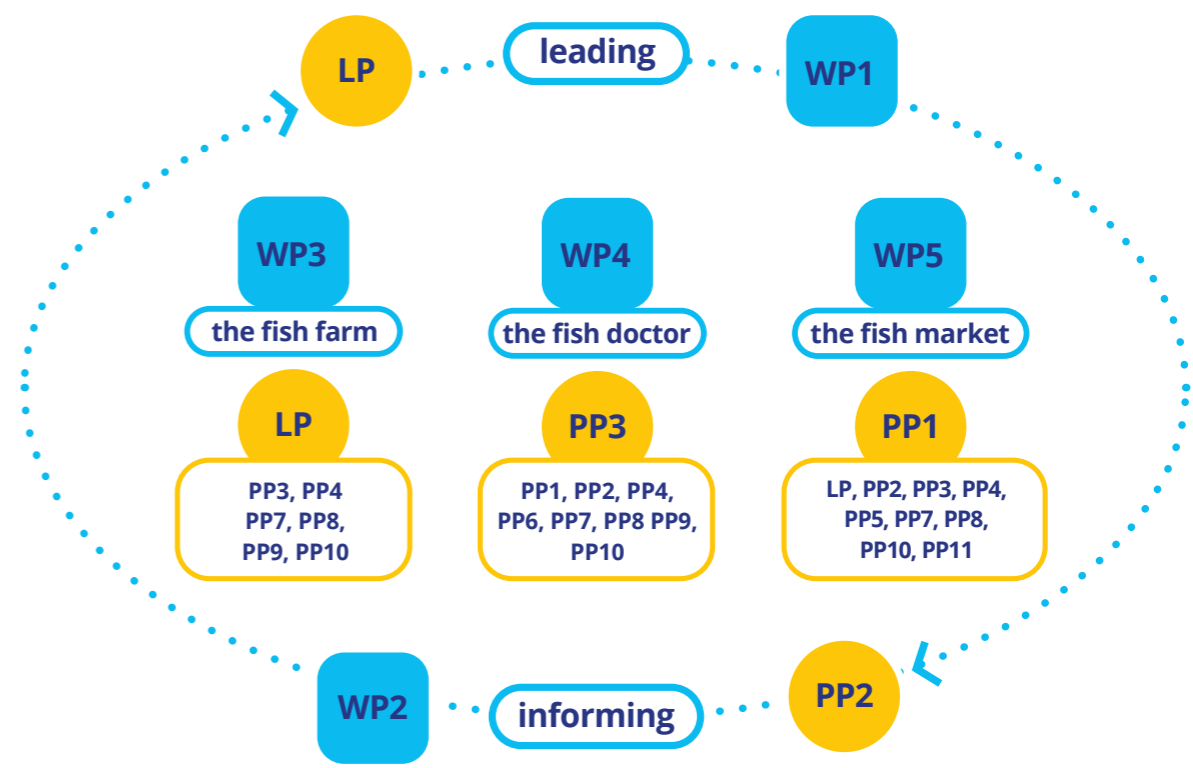 LP
leading
WP1
WP3
WP4
WP5
the fish farm
the fish doctor
the fish market
LP
PP3
PP1
PP3, PP4
PP7, PP8,
PP9, PP10
PP1, PP2, PP4,
PP6, PP7, PP8 PP9,
PP10
LP, PP2, PP3, PP4,
PP5, PP7, PP8,
PP10, PP11
WP2
informing
PP2